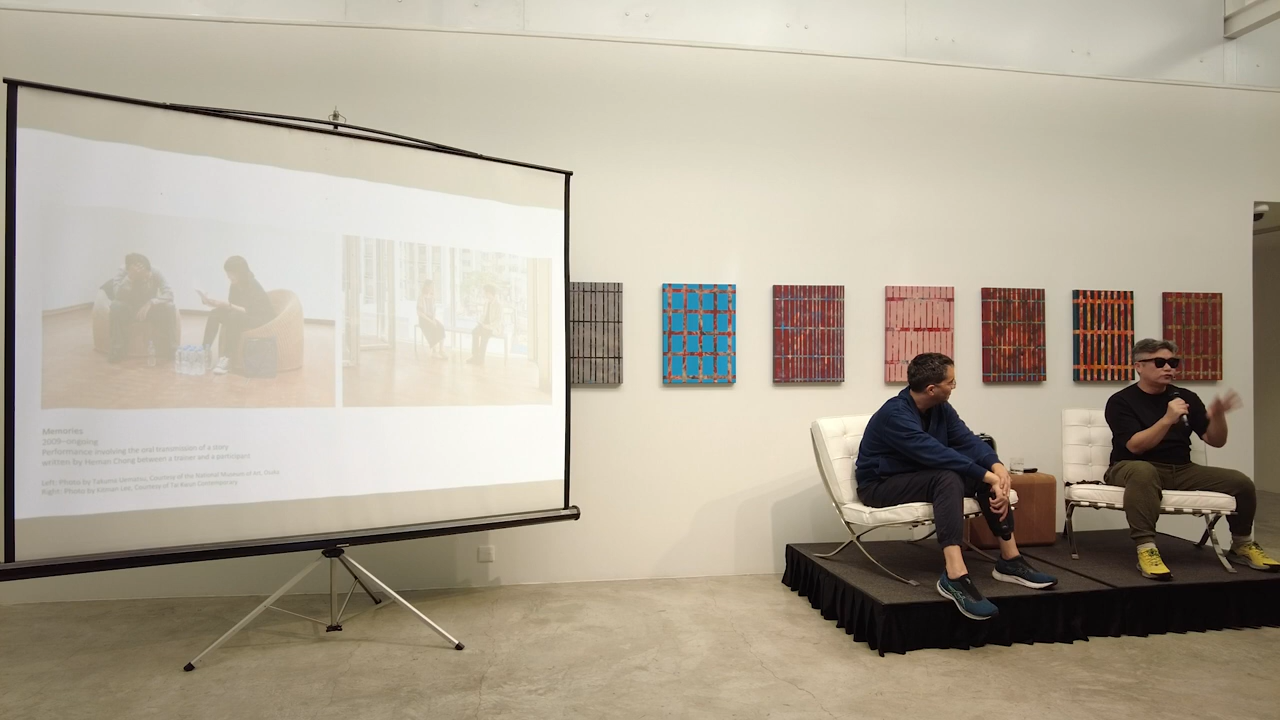 Memories
2009–ongoing
Performance involving the oral transmission of a story
written by Heman Chong between a trainer and a participant
Left: Photo by Takuma Uematsu, Courtesy of the National Museum of Art, Osaka
Right: Photo by Kitmin Lee, Courtesy of Tai Kwun Contemporary